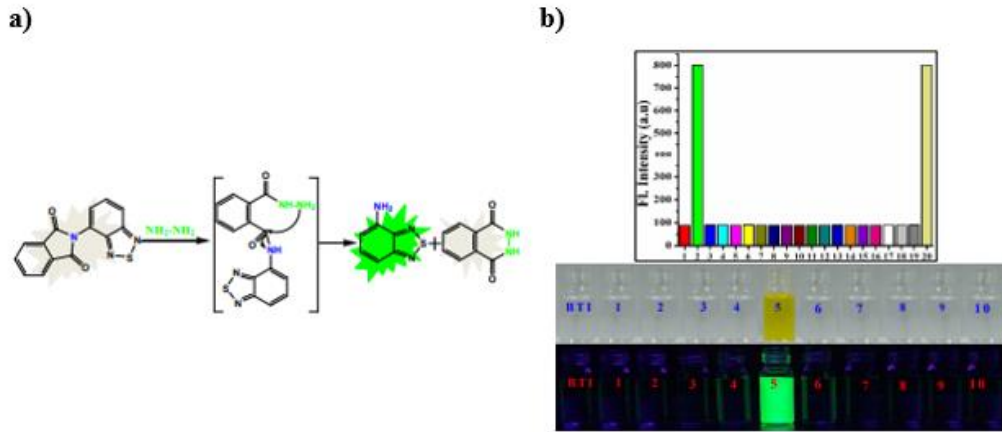 a)
b)
NH₂-NH₂
O
N
O
N
S
N
O
NH-NH₂
O
NH
N
S
N
NH₂
N
S
N
+
O
NH
NH
O
Fl. Intensity (a.u)
800
700
600
500
400
300
200
100
0
1 2 3 4 5 6 7 8 9 10 11 12 13 14 15 16 17 18 19 20
BTI 1 2 3 4 5 6 7 8 9 10
BTI 1 2 3 4 5 6 7 8 9 10